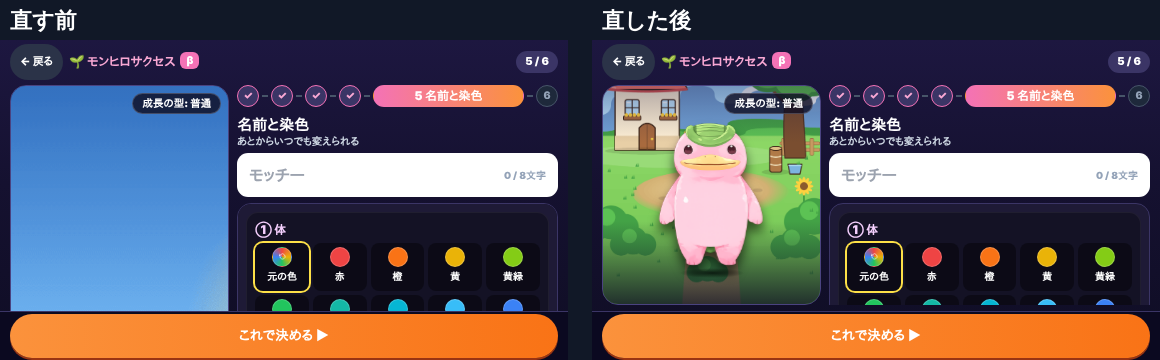 直す前
← 戻る
🌱 モンヒロサクセス β
5 / 6
成長の型: 普通
5 名前と染色
6
名前と染色
あとからいつでも変えられる
モッチー
0 / 8文字
① 体
元の色
赤
橙
黄
黄緑
これで決める ▶
直した後
← 戻る
🌱 モンヒロサクセス β
5 / 6
成長の型: 普通
5 名前と染色
6
名前と染色
あとからいつでも変えられる
モッチー
0 / 8文字
① 体
元の色
赤
橙
黄
黄緑
これで決める ▶